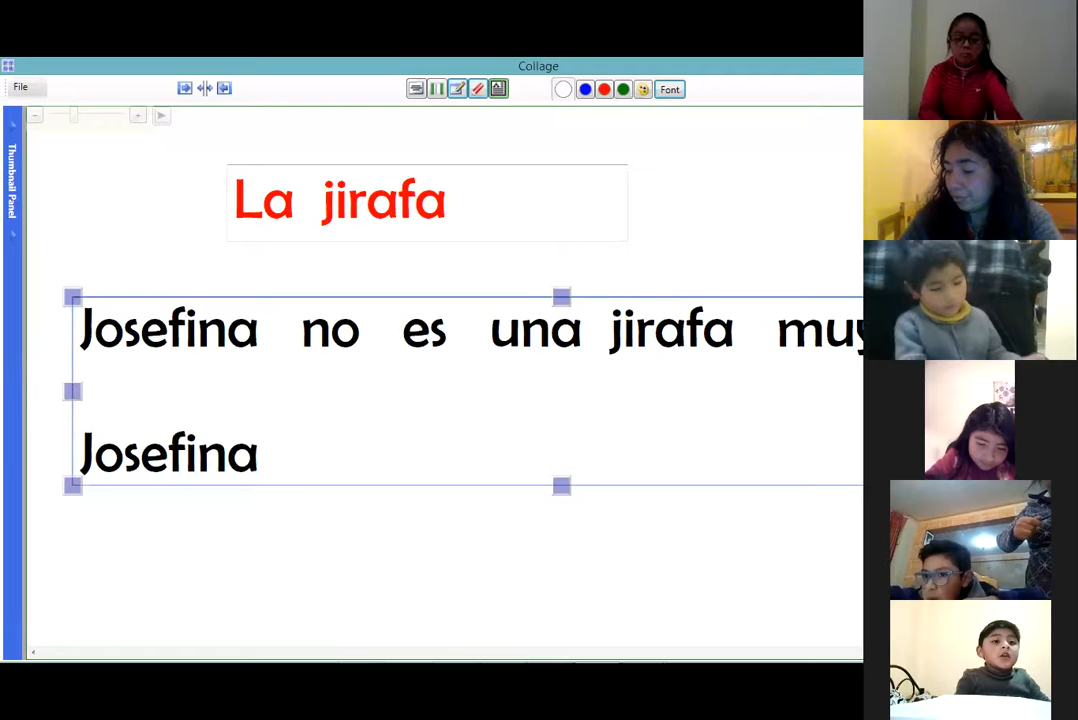 Collage
File
Font
Thumbnail Panel
La jirafa
Josefina no es una jirafa muy
Josefina